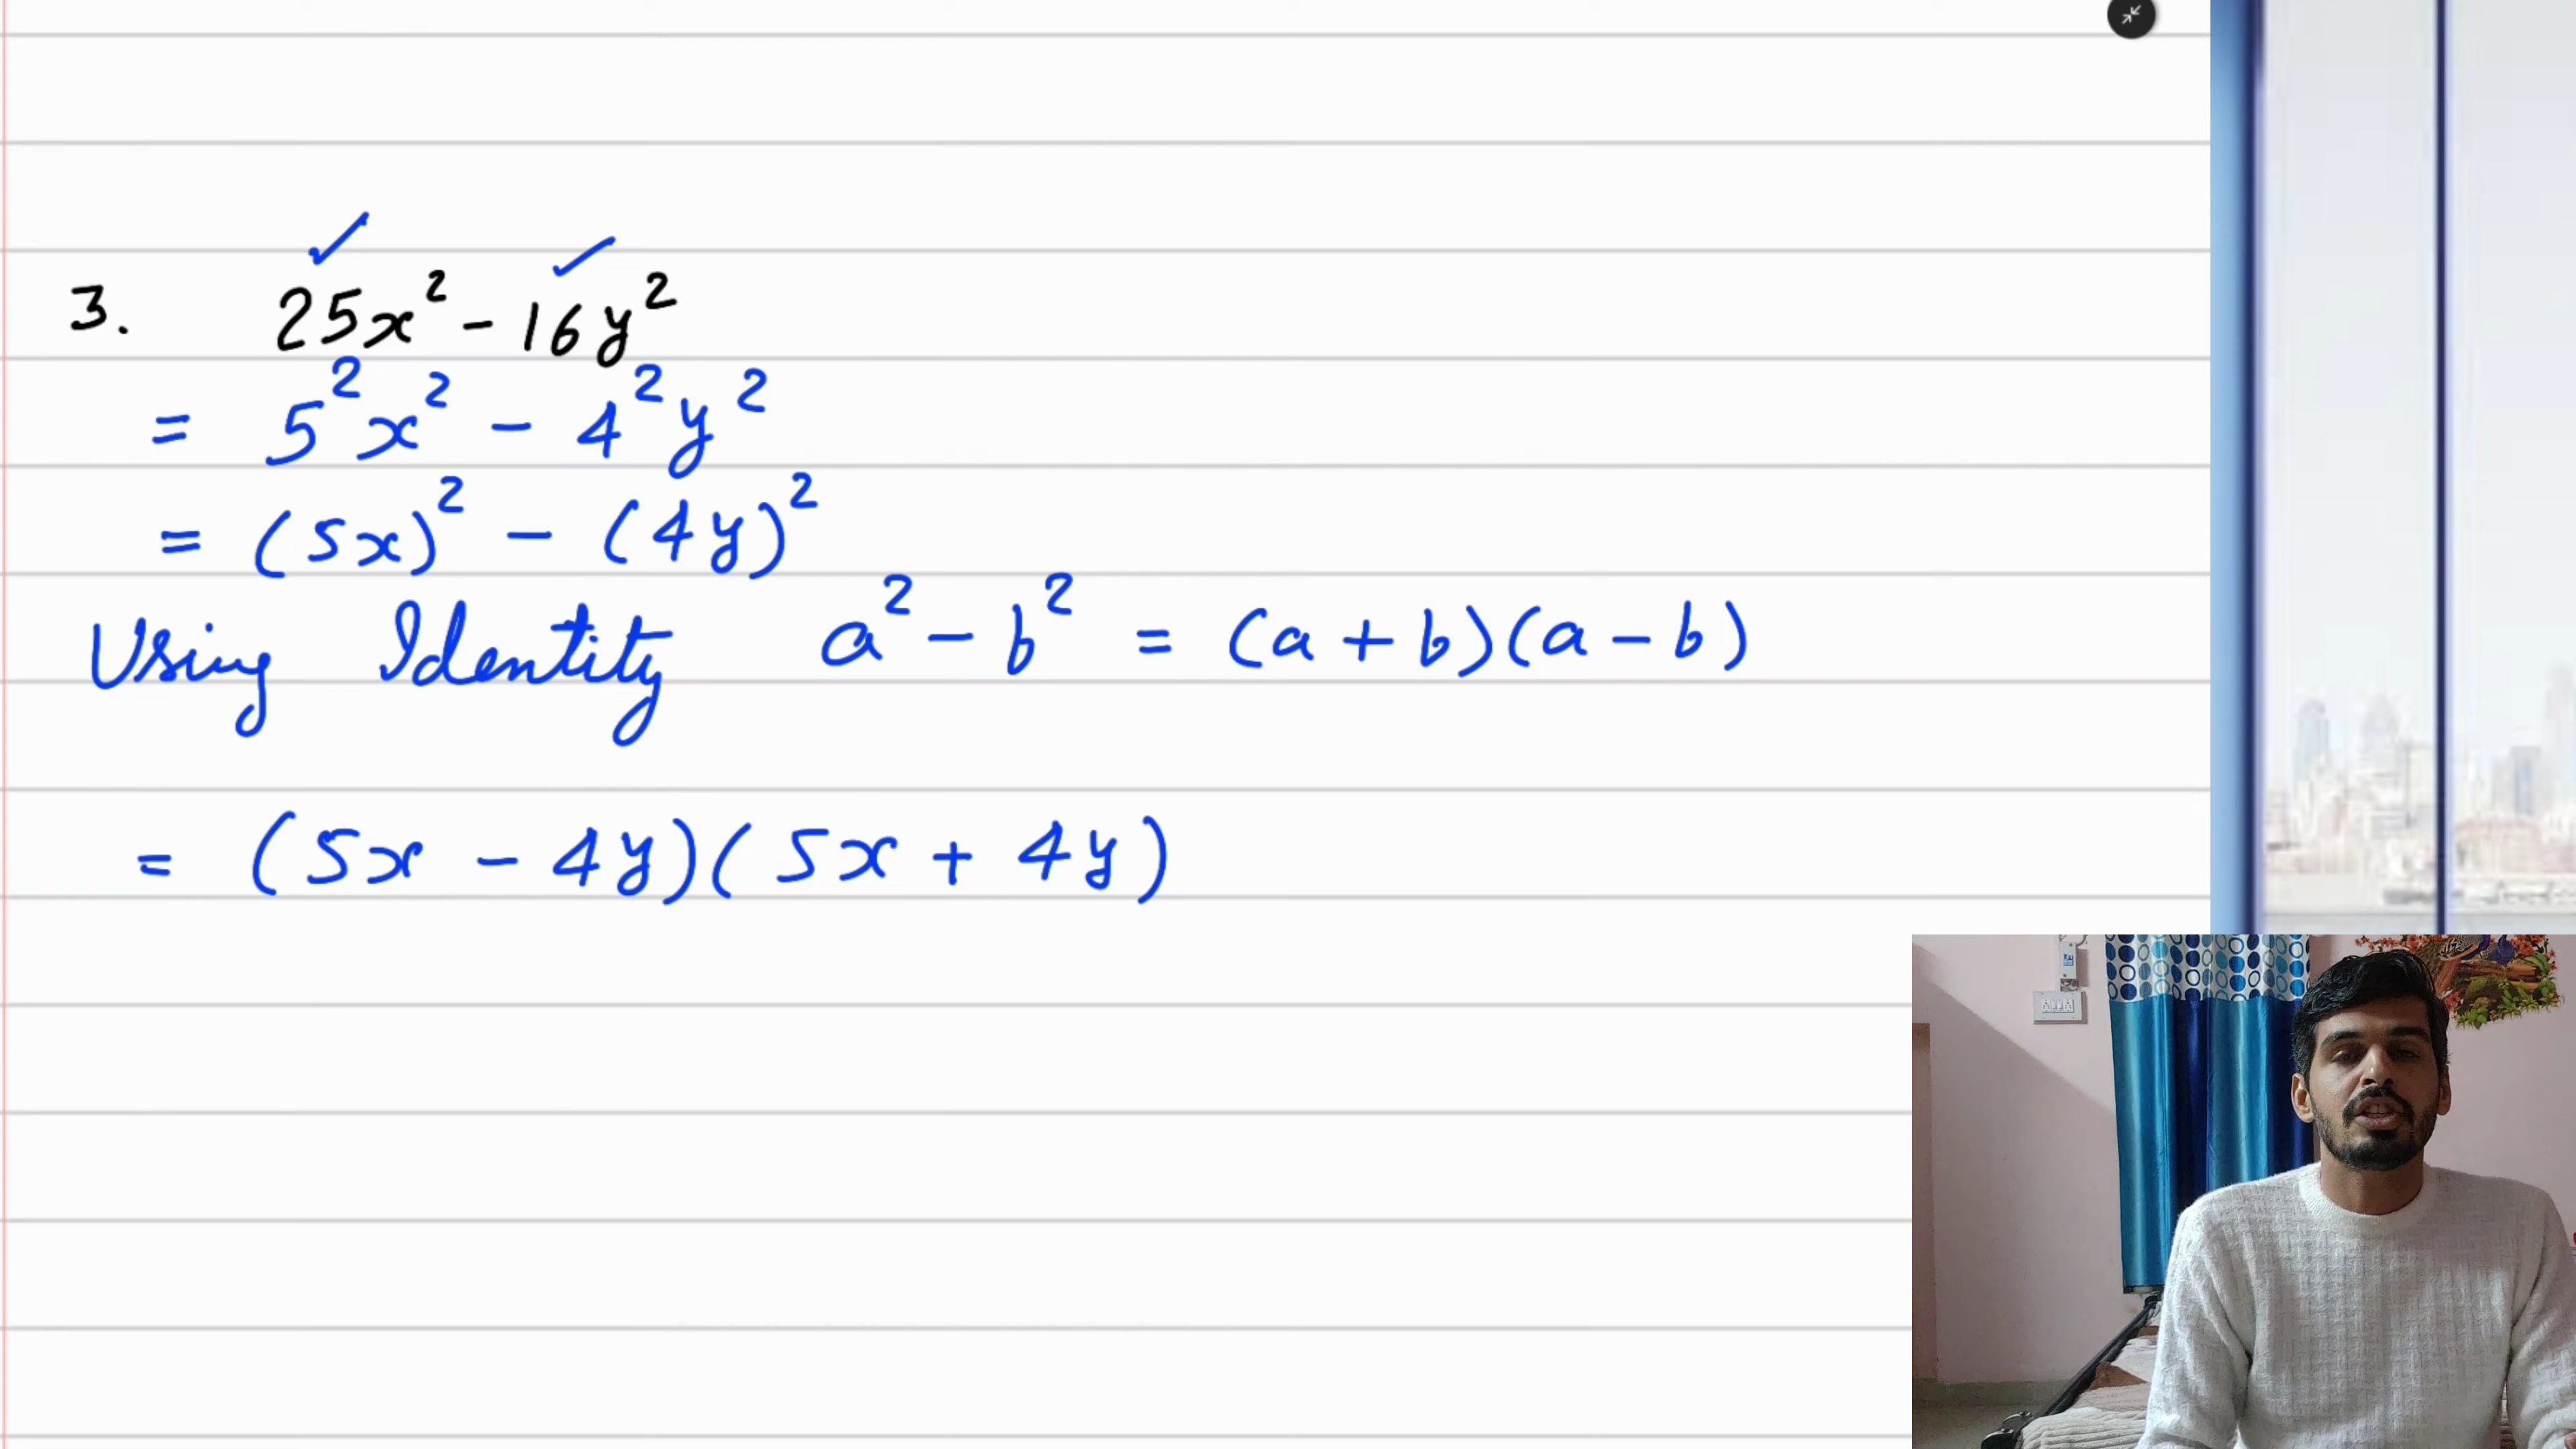 3. 25x² - 16y²
= 5²x² - 4²y²
= (5x)² - (4y)²
Using Identity a² - b² = (a + b)(a - b)
= (5x - 4y)(5x + 4y)